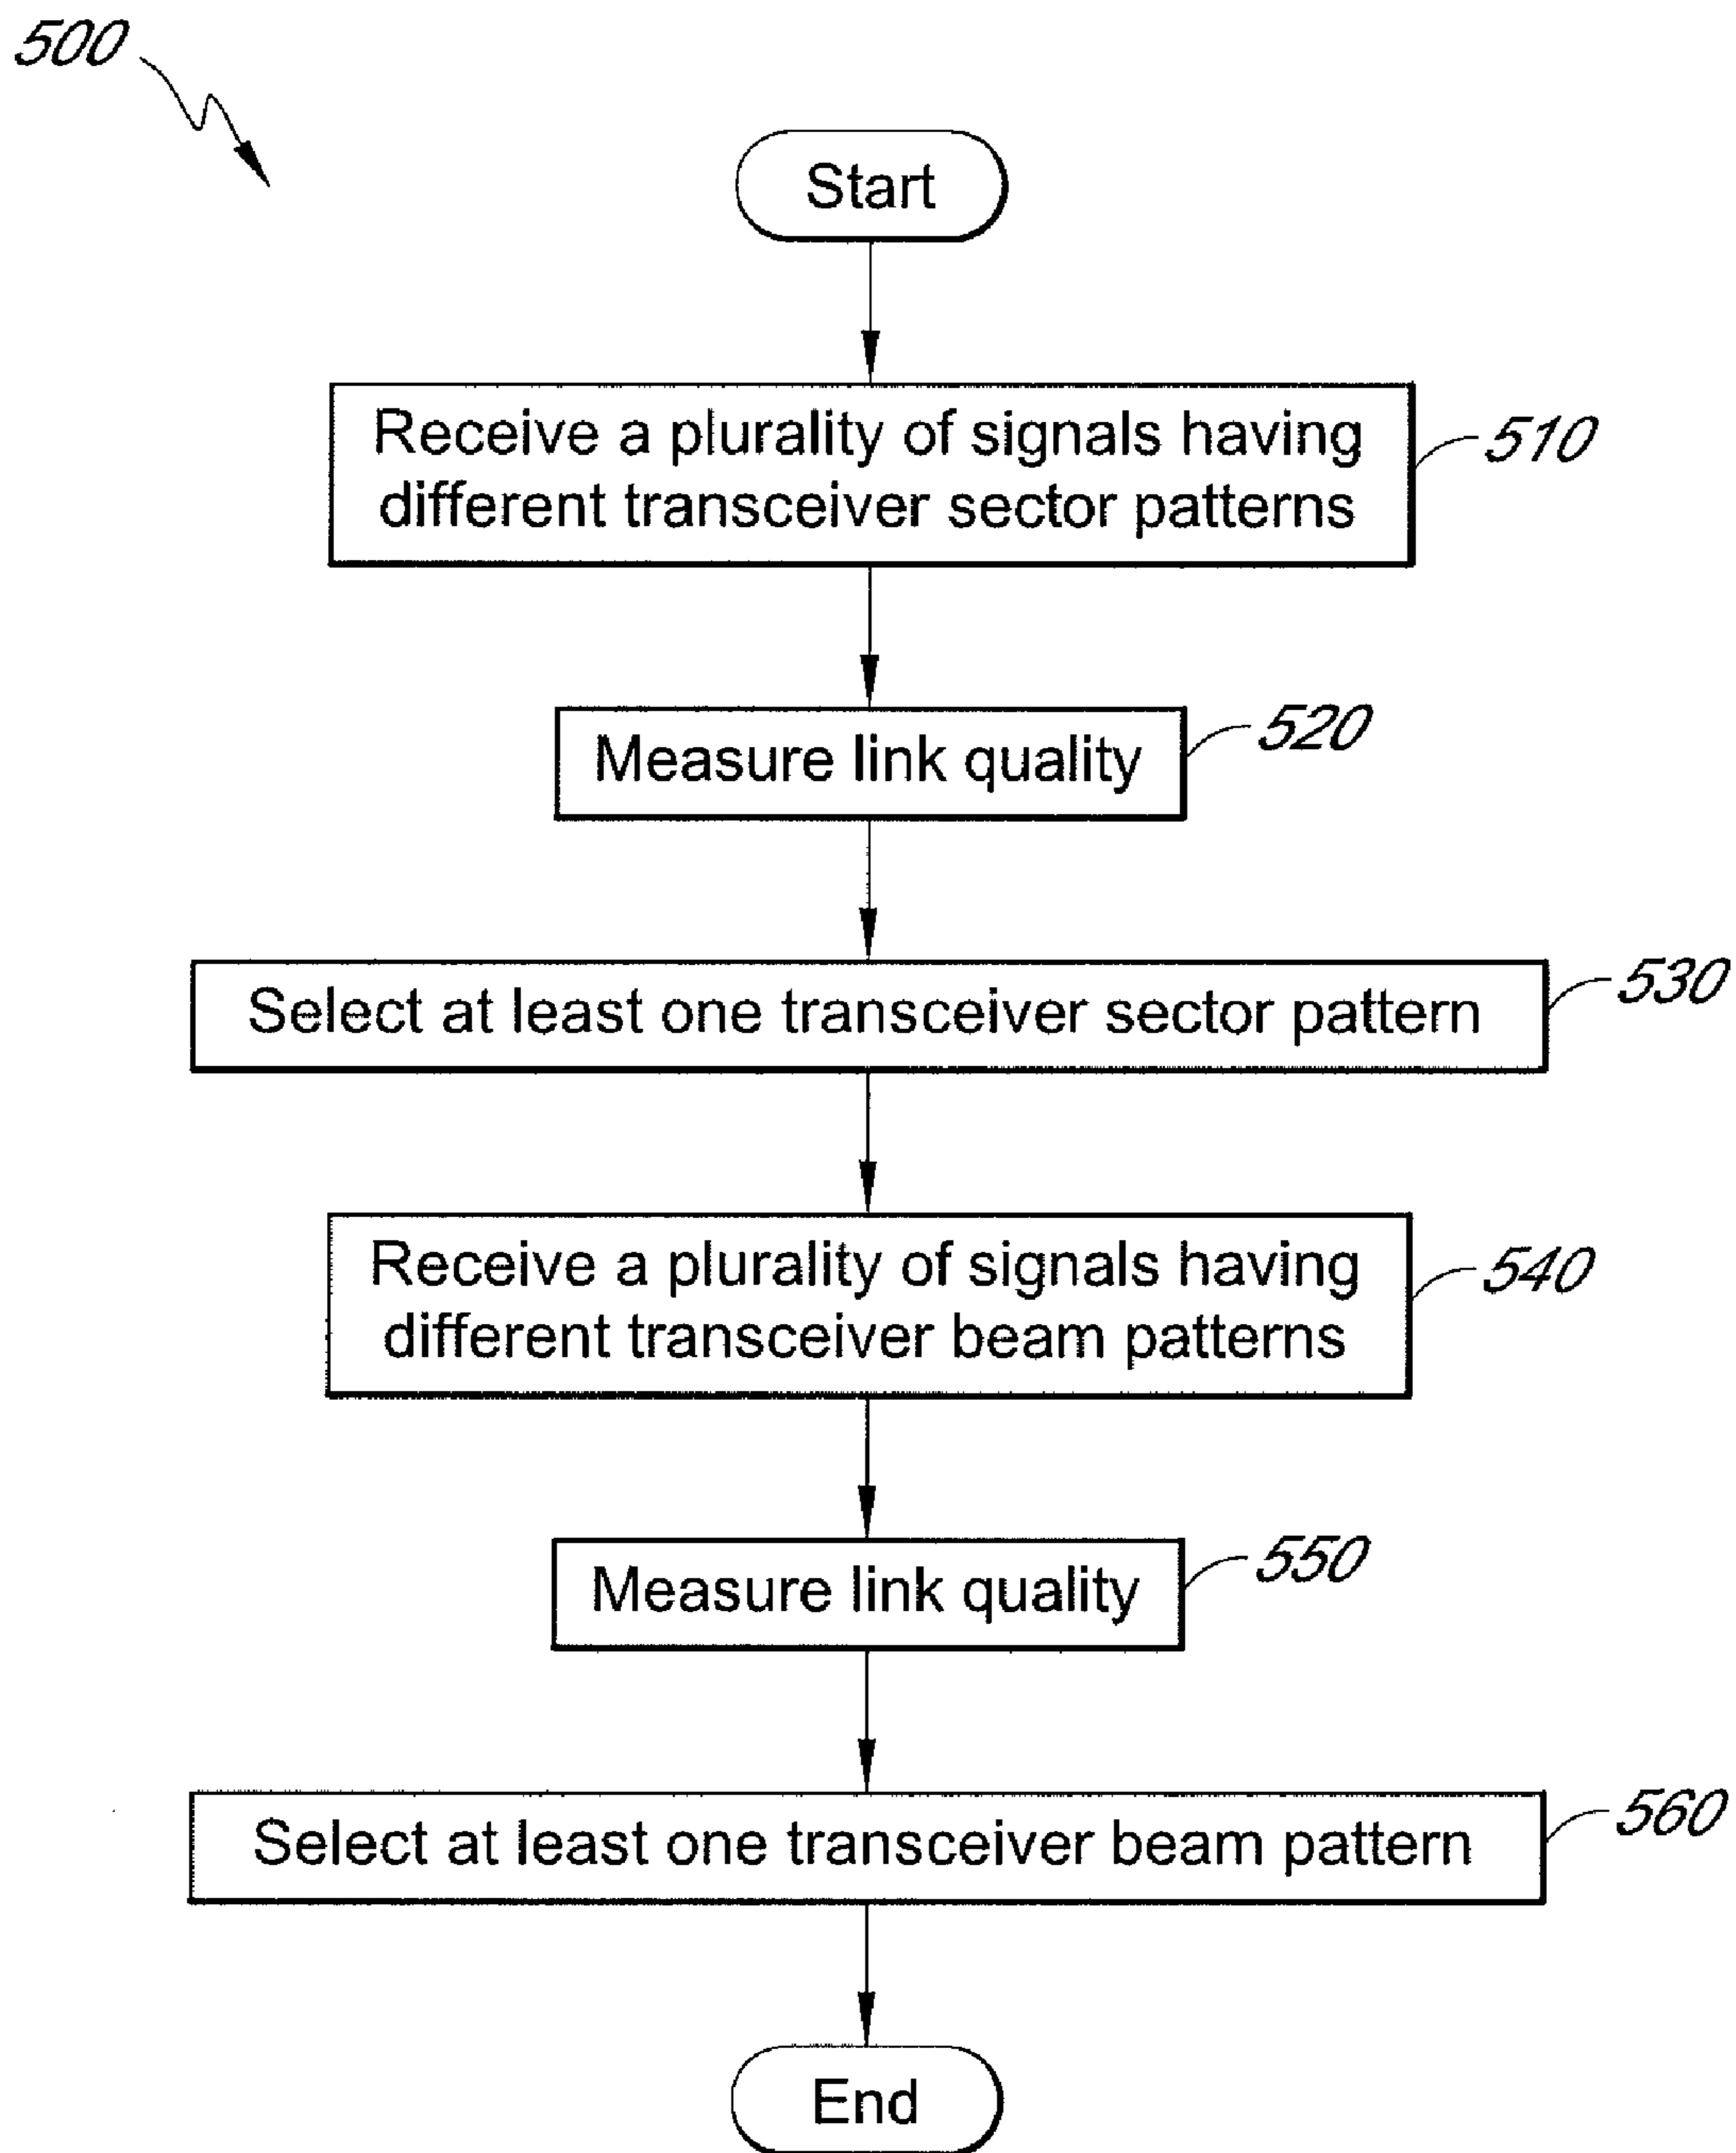 500
Start
Receive a plurality of signals having
different transceiver sector patterns
510
Measure link quality
520
Select at least one transceiver sector pattern
530
Receive a plurality of signals having
different transceiver beam patterns
540
Measure link quality
550
Select at least one transceiver beam pattern
560
End